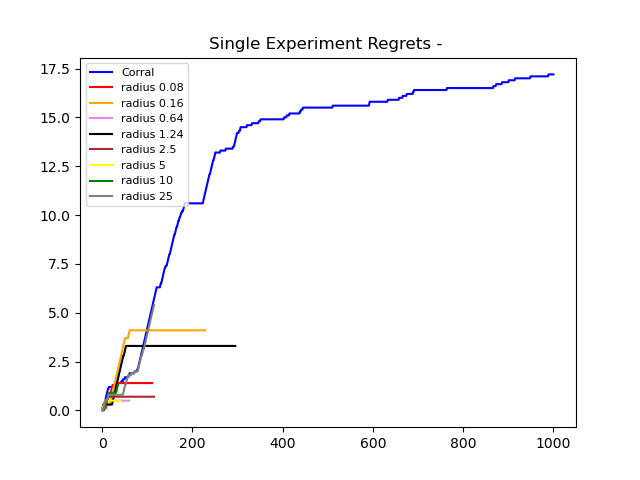 Single Experiment Regrets -
17.5
15.0
12.5
10.0
7.5
5.0
2.5
0.0
Corral
radius 0.08
radius 0.16
radius 0.64
radius 1.24
radius 2.5
radius 5
radius 10
radius 25
0 200 400 600 800 1000